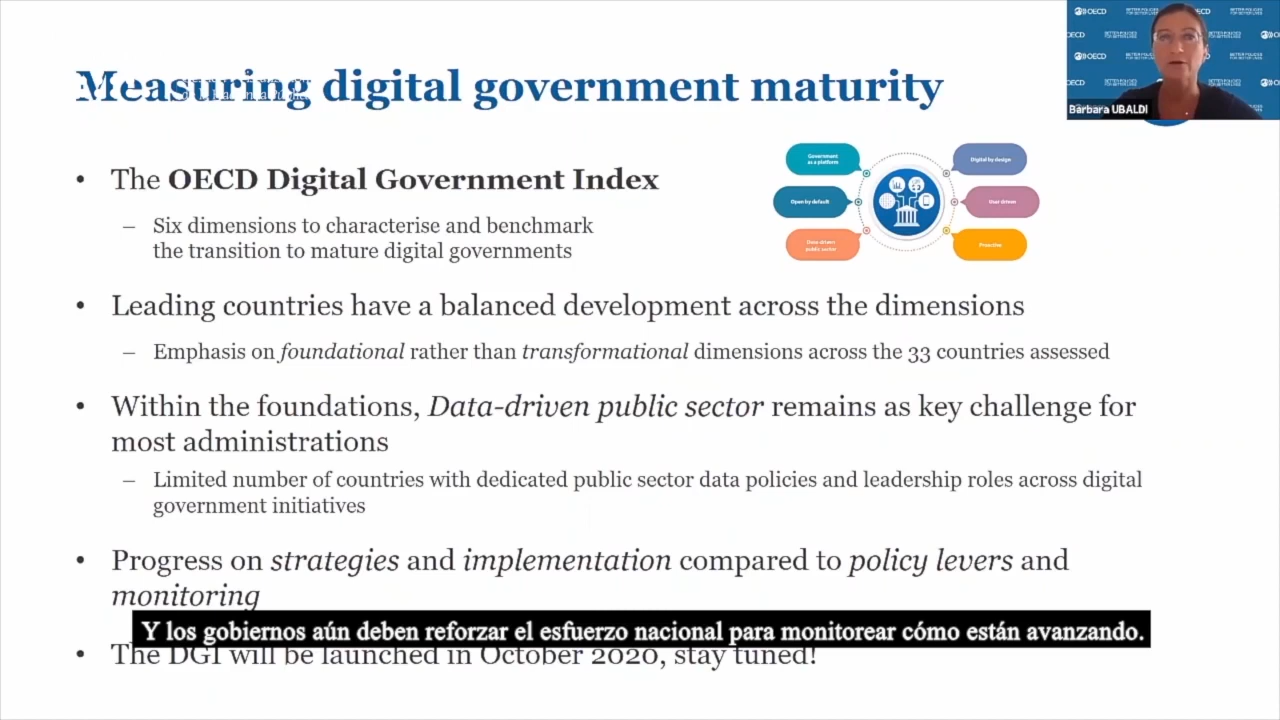 Measuring digital government maturity
OECD
BETTER POLICIES
FOR BETTER LIVES
Barbara UBALDI
• The OECD Digital Government Index
– Six dimensions to characterise and benchmark
the transition to mature digital governments
Government
as a platform
Digital by design
Open by default
User driven
Data-driven
public sector
Proactive
• Leading countries have a balanced development across the dimensions
– Emphasis on foundational rather than transformational dimensions across the 33 countries assessed
• Within the foundations, Data-driven public sector remains as key challenge for
most administrations
– Limited number of countries with dedicated public sector data policies and leadership roles across digital
government initiatives
• Progress on strategies and implementation compared to policy levers and
monitoring
Y los gobiernos aún deben reforzar el esfuerzo nacional para monitorear cómo están avanzando.
• The DGI will be launched in October 2020, stay tuned!